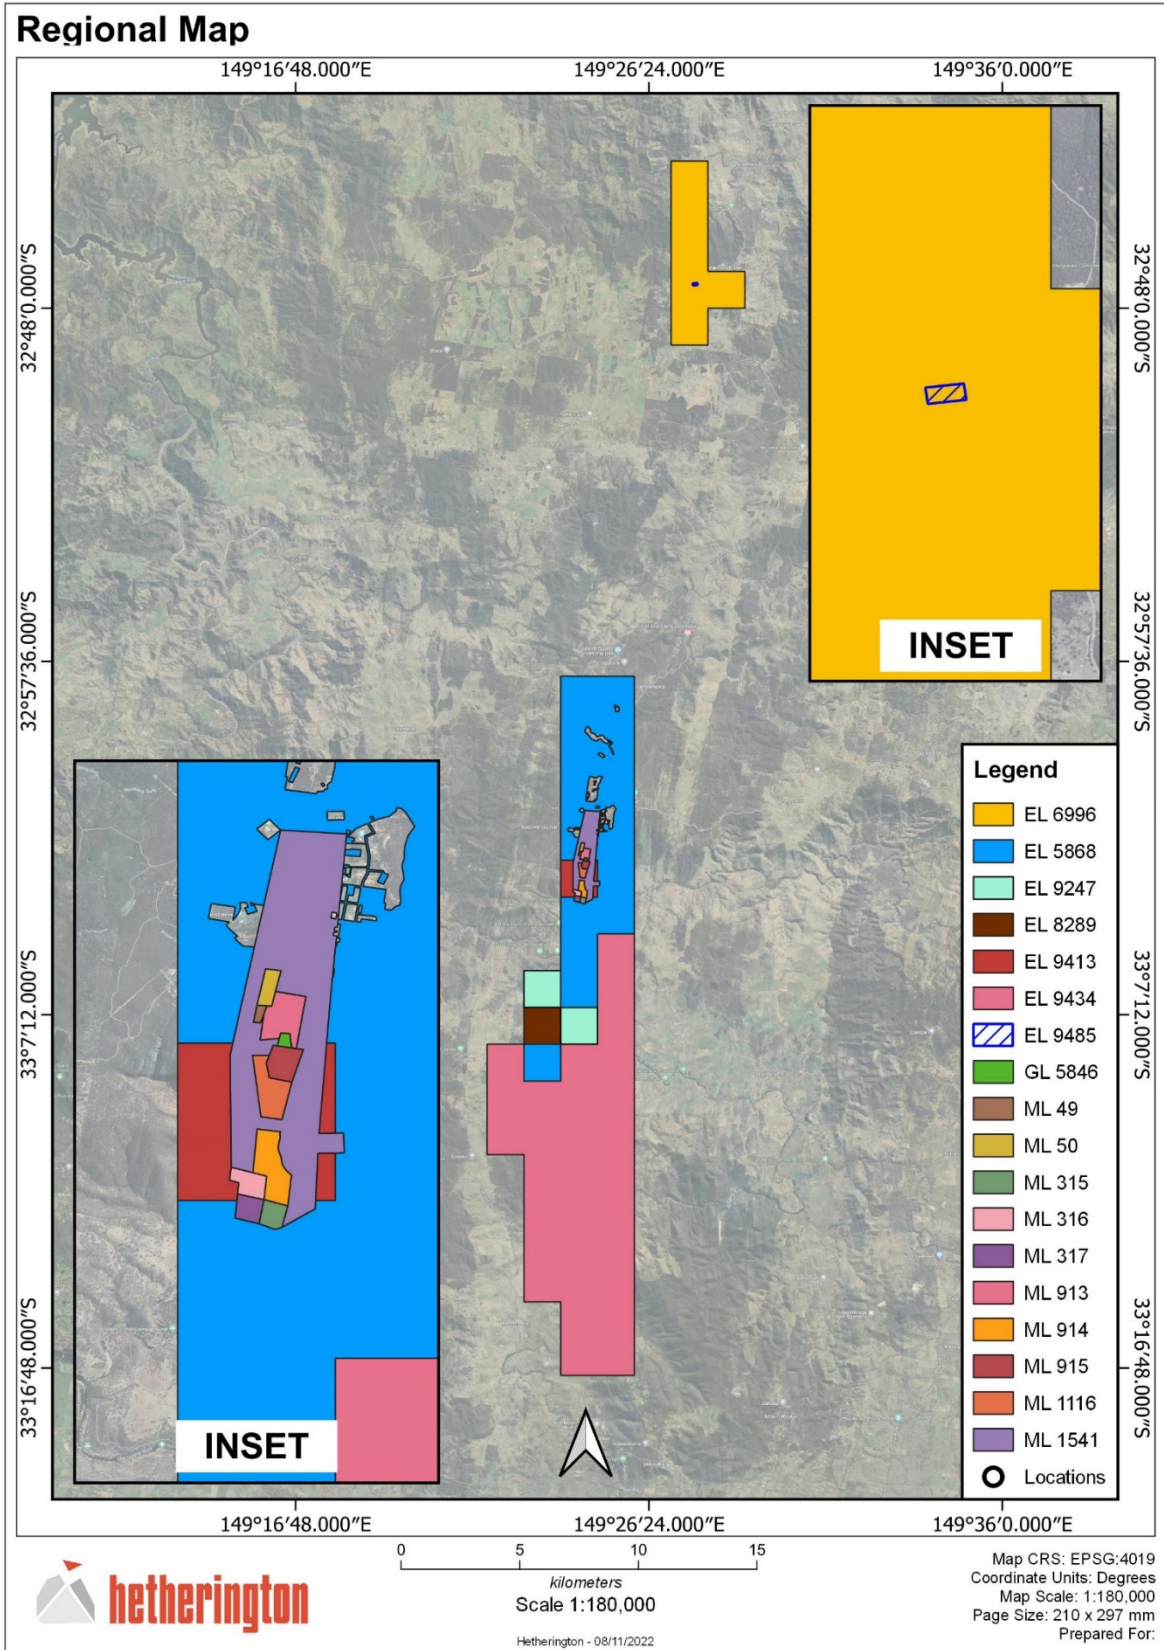 Regional Map
149°16′48.000″E
149°26′24.000″E
149°36′0.000″E
32°48′0.000″S
32°48′0.000″S
INSET
32°57′36.000″S
32°57′36.000″S
Legend
EL 6996
EL 5868
EL 9247
EL 8289
EL 9413
EL 9434
EL 9485
GL 5846
ML 49
ML 50
ML 315
ML 316
ML 317
ML 913
ML 914
ML 915
ML 1116
ML 1541
Locations
33°7′12.000″S
33°7′12.000″S
33°16′48.000″S
33°16′48.000″S
INSET
149°16′48.000″E
149°26′24.000″E
149°36′0.000″E
0 5 10 15
kilometers
Scale 1:180,000
Hetherington - 08/11/2022
hetherington
Map CRS: EPSG:4019
Coordinate Units: Degrees
Map Scale: 1:180,000
Page Size: 210 x 297 mm
Prepared For: